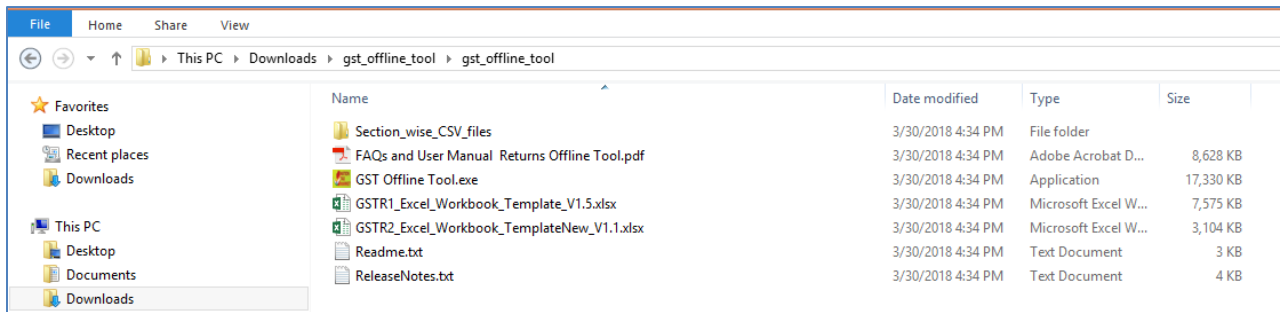 File Home Share View
This PC Downloads gst_offline_tool gst_offline_tool
Favorites
Desktop
Recent places
Downloads
This PC
Desktop
Documents
Downloads
Name Date modified Type Size
Section_wise_CSV_files 3/30/2018 4:34 PM File folder
FAQs and User Manual Returns Offline Tool.pdf 3/30/2018 4:34 PM Adobe Acrobat D... 8,628 KB
GST Offline Tool.exe 3/30/2018 4:34 PM Application 17,330 KB
GSTR1_Excel_Workbook_Template_V1.5.xlsx 3/30/2018 4:34 PM Microsoft Excel W... 7,575 KB
GSTR2_Excel_Workbook_TemplateNew_V1.1.xlsx 3/30/2018 4:34 PM Microsoft Excel W... 3,104 KB
Readme.txt 3/30/2018 4:34 PM Text Document 3 KB
ReleaseNotes.txt 3/30/2018 4:34 PM Text Document 4 KB